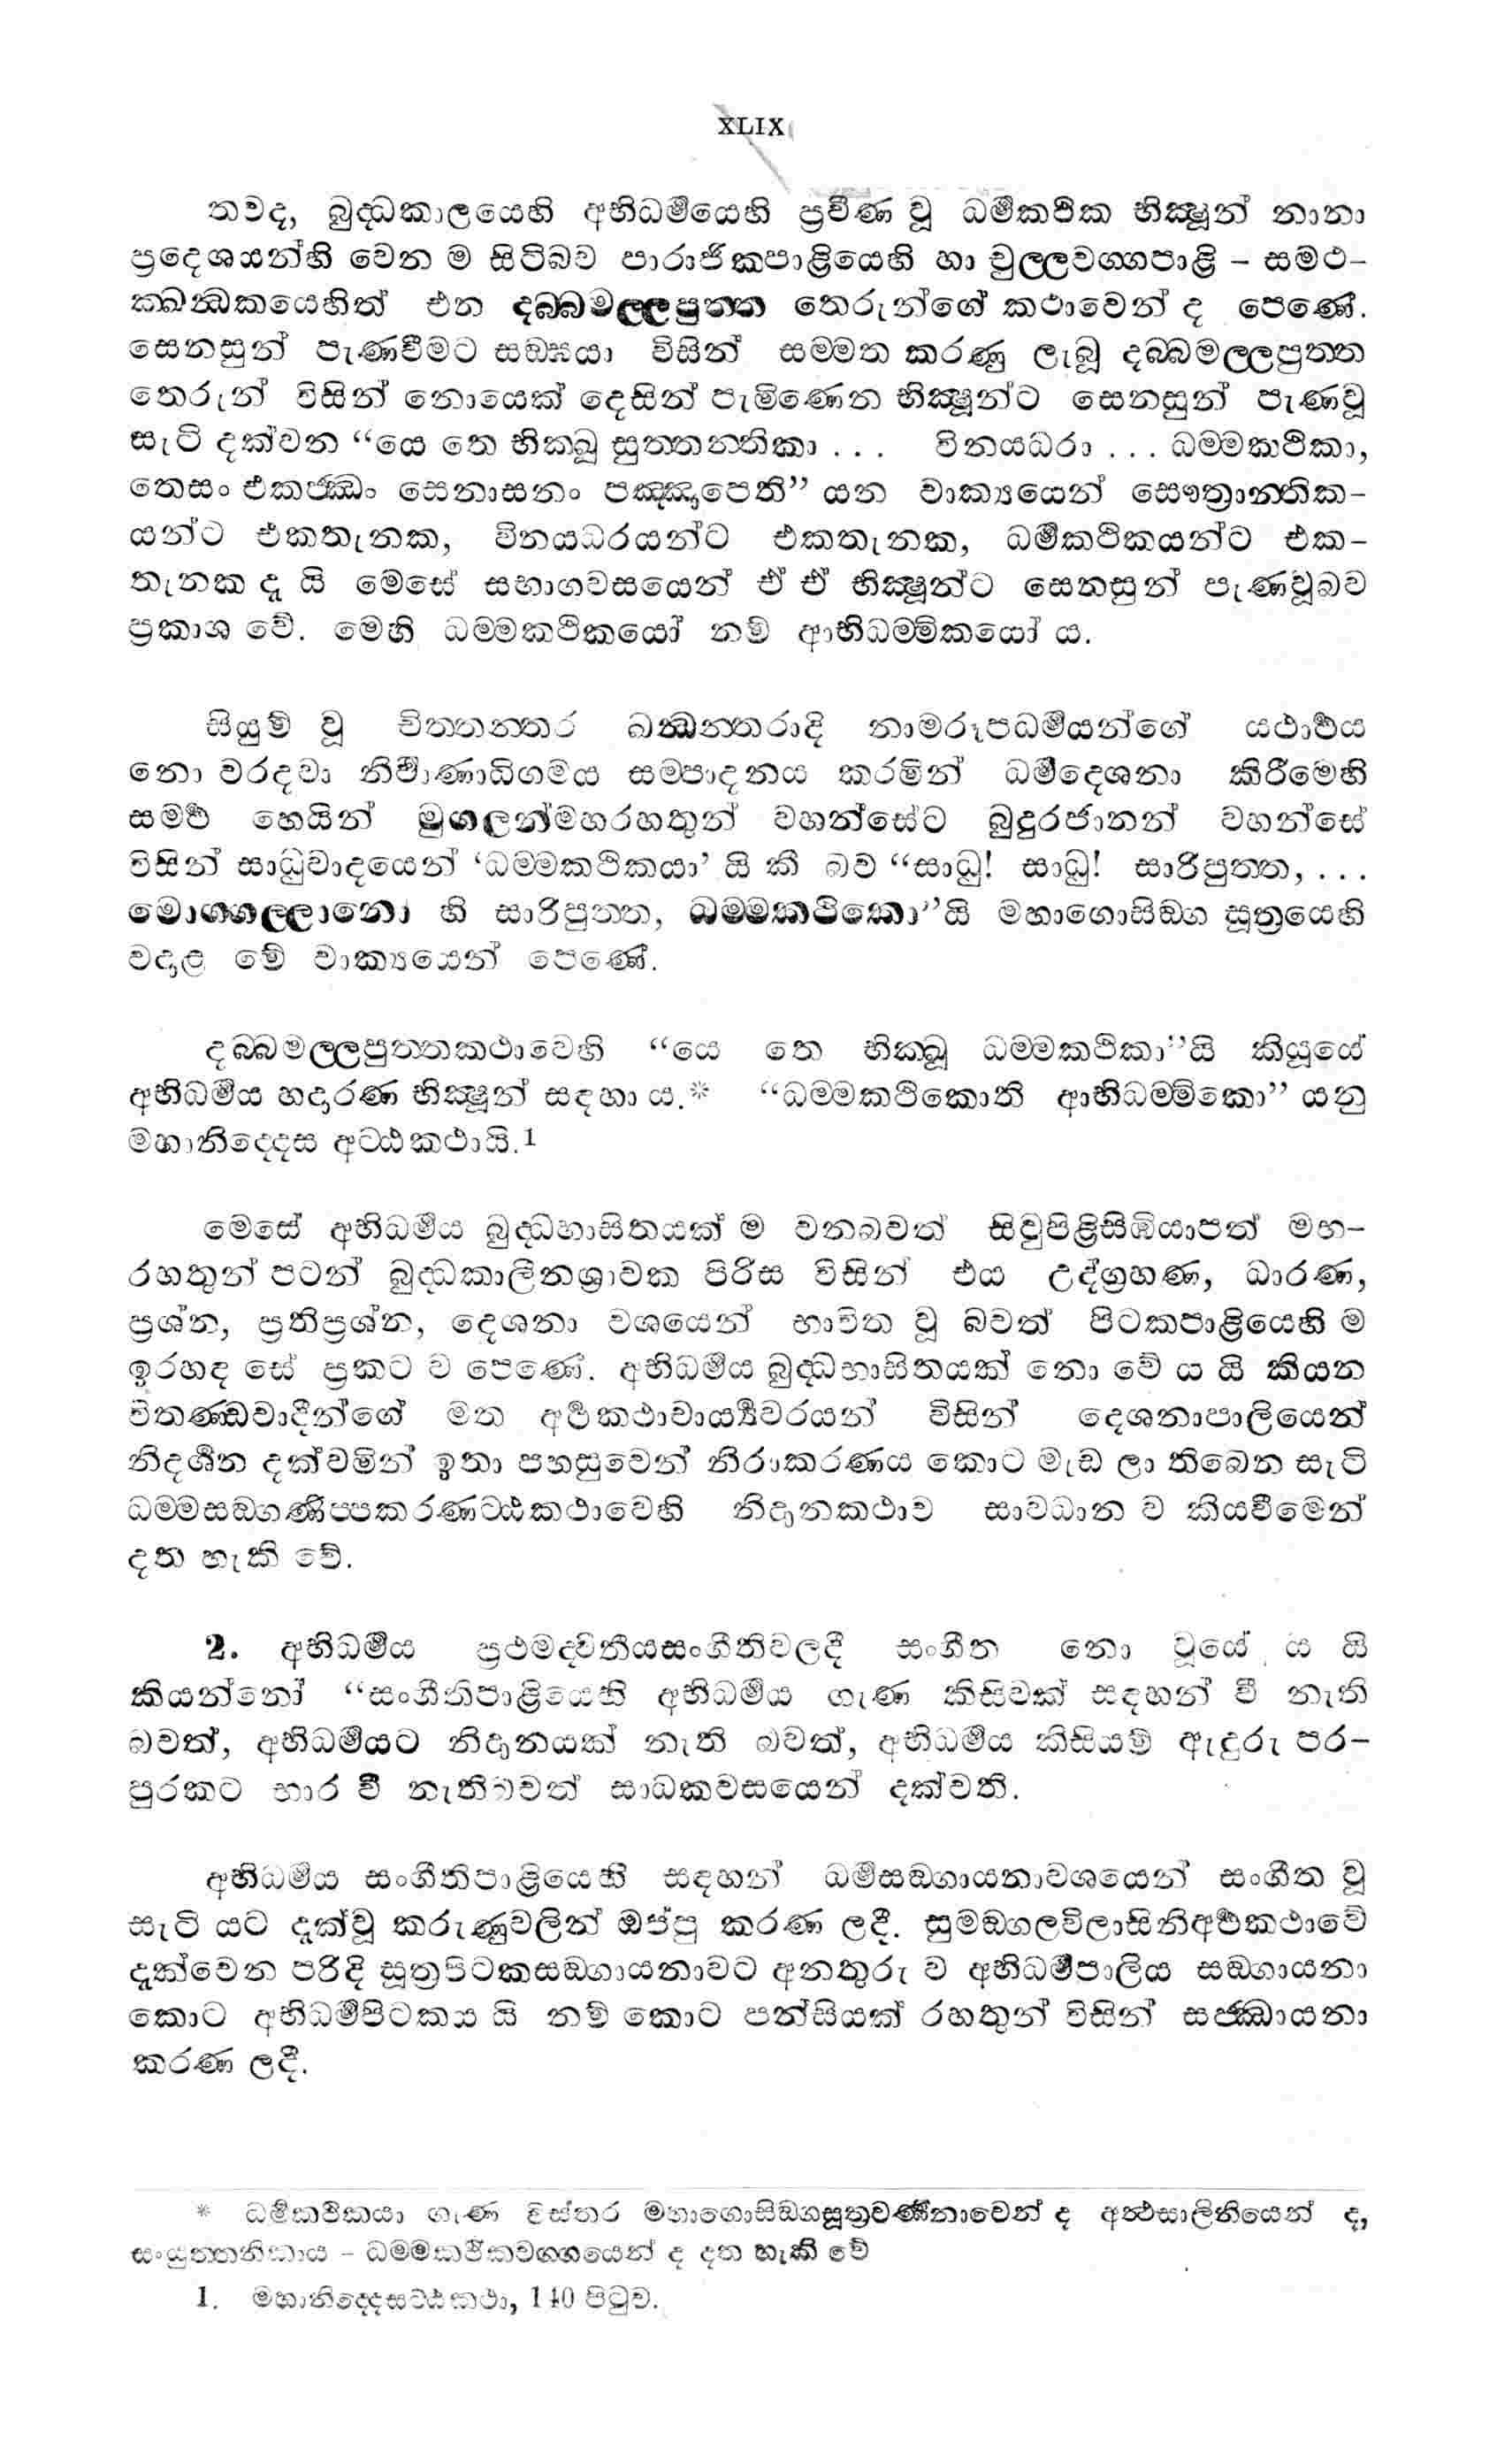 XLIX
තවද, බුද්ධකාලයෙහි අභිධර්මයෙහි ප්‍රවීණ වූ ධර්මකථික භික්ෂූන් නානා
ප්‍රදෙශයන්හි වෙන ම සිටිබව පාරාජිකපාළියෙහි හා චුල්ලවග්ගපාළි – සමථ-
ක්ඛන්ධකයෙහිත් එන දබ්බමල්ලපුත්ත තෙරුන්ගේ කථාවෙන් ද පෙණේ.
සෙනසුන් පැණවීමට සඞ්ඝයා විසින් සම්මත කරණු ලැබූ දබ්බමල්ලපුත්ත
තෙරුන් විසින් නොයෙක් දෙසින් පැමිණෙන භික්ෂූන්ට සෙනසුන් පැණවූ
සැටි දක්වන “යෙ තෙ භික්ඛූ සුත්තන්තිකා . . . විනයධරා . . . ධම්මකථිකා,
තෙසං එකජ්ඣං සෙනාසනං පඤ්ඤපෙති” යන වාක්‍යයෙන් සෞත්‍රාන්තික-
යන්ට එකතැනක, විනයධරයන්ට එකතැනක, ධර්මකථිකයන්ට එක-
තැනක දැ යි මෙසේ සභාගවසයෙන් ඒ ඒ භික්ෂූන්ට සෙනසුන් පැණවූබව
ප්‍රකාශ වේ. මෙහි ධම්මකථිකයෝ නම් ආභිධම්මිකයෝ ය.
සියුම් වූ චිත්තන්තර ඛන්ධන්තරාදි නාමරූපධර්මයන්ගේ යථාර්ථය
නො වරදවා නිර්වාණාධිගමය සම්පාදනය කරමින් ධර්මදෙශනා කිරීමෙහි
සමර්ථ හෙයින් මුගලන්මහරහතුන් වහන්සේට බුදුරජානන් වහන්සේ
විසින් සාධුවාදයෙන් ‘ධම්මකථිකයා’ යි කී බව “සාධු! සාධු! සාරිපුත්ත, . . .
මොග්ගල්ලානො හි සාරිපුත්ත, ධම්මකථිකො”යි මහාගොසිඞ්ග සූත්‍රයෙහි
වදාළ මේ වාක්‍යයෙන් පෙණේ.
දබ්බමල්ලපුත්තකථාවෙහි “යෙ තෙ භික්ඛූ ධම්මකථිකා”යි කියූයේ
අභිධර්මය හදාරණ භික්ෂූන් සඳහා ය.* “ධම්මකථිකොති ආභිධම්මිකො” යනු
මහානිද්දෙස අට්ඨකථායි.1
මෙසේ අභිධර්මය බුද්ධභාසිතයක් ම වනබවත් සිවුපිළිසිඹියාපත් මහ-
රහතුන් පටන් බුද්ධකාලීනශ්‍රාවක පිරිස විසින් එය උද්ග්‍රහණ, ධාරණ,
ප්‍රශ්න, ප්‍රතිප්‍රශ්න, දෙශනා වශයෙන් භාවිත වූ බවත් පිටකපාළියෙහි ම
ඉරහඳ සේ ප්‍රකට ව පෙණේ. අභිධර්මය බුද්ධභාසිතයක් නො වේ ය යි කියන
විතණ්ඩවාදීන්ගේ මත අර්ථකථාචාර්‍ය්‍යවරයන් විසින් දෙශනාපාලියෙන්
නිදර්ශන දක්වමින් ඉතා පහසුවෙන් නිරාකරණය කොට මැඩ ලා තිබෙන සැටි
ධම්මසඞ්ගණිප්පකරණට්ඨකථාවෙහි නිදානකථාව සාවධාන ව කියවීමෙන්
දත හැකි වේ.
2. අභිධර්මය ප්‍රථමද්විතීයසංගීතිවලදී සංගීත නො වූයේ ය යි
කියන්නෝ “සංගීතිපාළියෙහි අභිධර්මය ගැණ කිසිවක් සඳහන් වී නැති
බවත්, අභිධර්මයට නිදානයක් නැති බවත්, අභිධර්මය කිසියම් ඇදුරු පර-
පුරකට භාර වී නැතිබවත් සාධකවසයෙන් දක්වති.
අභිධර්මය සංගීතිපාළියෙහි සඳහන් ධර්මසඞ්ගායනාවශයෙන් සංගීත වූ
සැටි යට දැක්වූ කරුණුවලින් ඔප්පු කරණ ලදී. සුමඞ්ගලවිලාසිනීඅර්ථකථාවේ
දැක්වෙන පරිදි සූත්‍රපිටකසඞ්ගායනාවට අනතුරු ව අභිධර්මපාලිය සඞ්ගායනා
කොට අභිධර්මපිටකය යි නම් කොට පන්සියක් රහතුන් විසින් සජ්ඣායනා
කරණ ලදී.
* ධර්මකථිකයා ගැණ විස්තර මහාගොසිඞ්ගසූත්‍රවර්ණනාවෙන් ද අත්ථසාලිනියෙන් ද,
සංයුත්තනිකාය – ධම්මකථිකවග්ගයෙන් ද දත හැකි වේ
1. මහානිද්දෙසට්ඨකථා, 140 පිටුව.